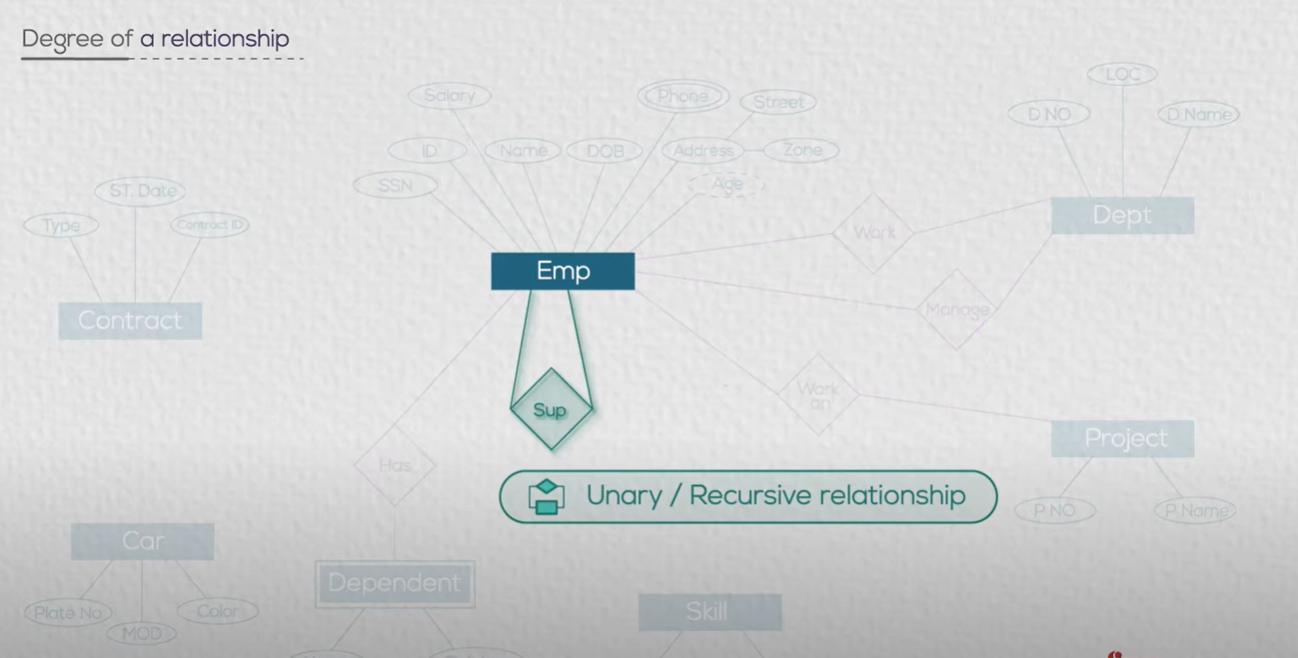 Degree of a relationship
LOC
Salary
Phone
Street
D NO
D.Name
ID
Name
DOB
Address
Zone
SSN
Age
ST. Date
Type
Contract ID
Work
Dept
Emp
Manage
Contract
Work
on
Sup
Project
Has
Unary / Recursive relationship
P.NO
P.Name
Car
Dependent
Plate No
Color
MOD
Skill